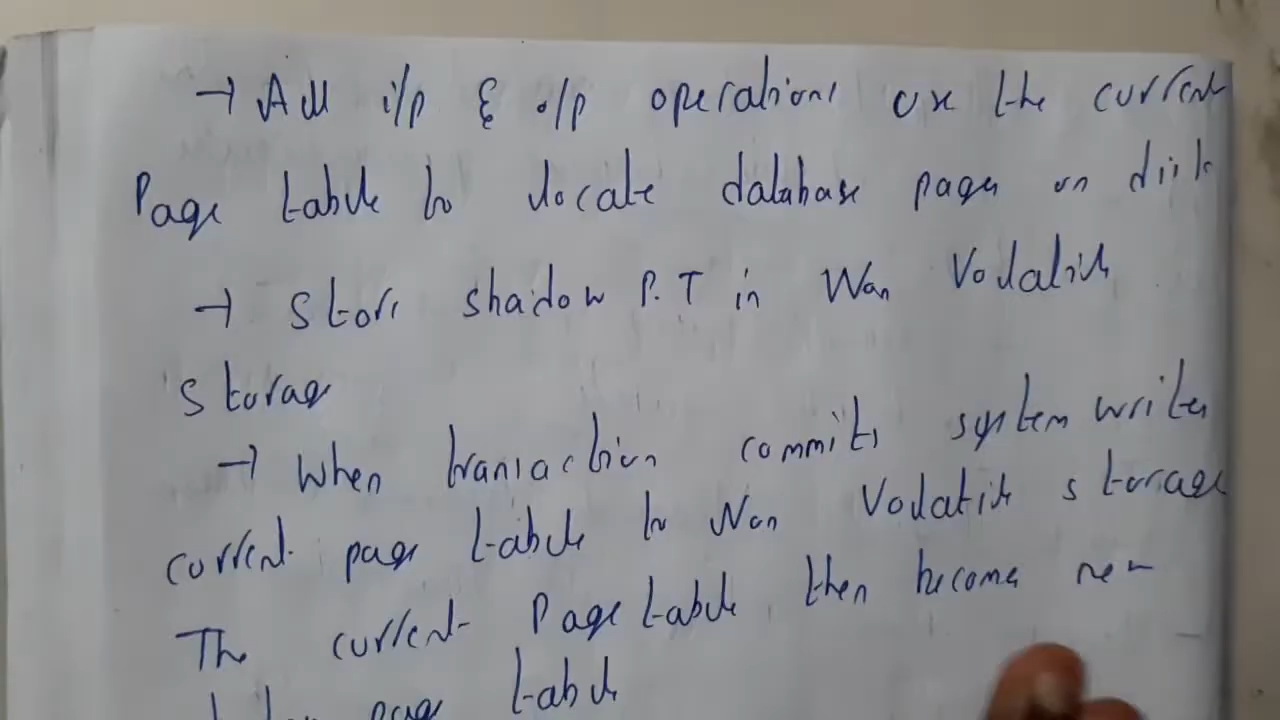 → All i/p & o/p operations use the current
Page table to locate database pages on disk
→ Store shadow P.T in Non Volatile
storage
→ When transaction commits system writes
current page table to Non Volatile storage
The current Page table then become new
page table